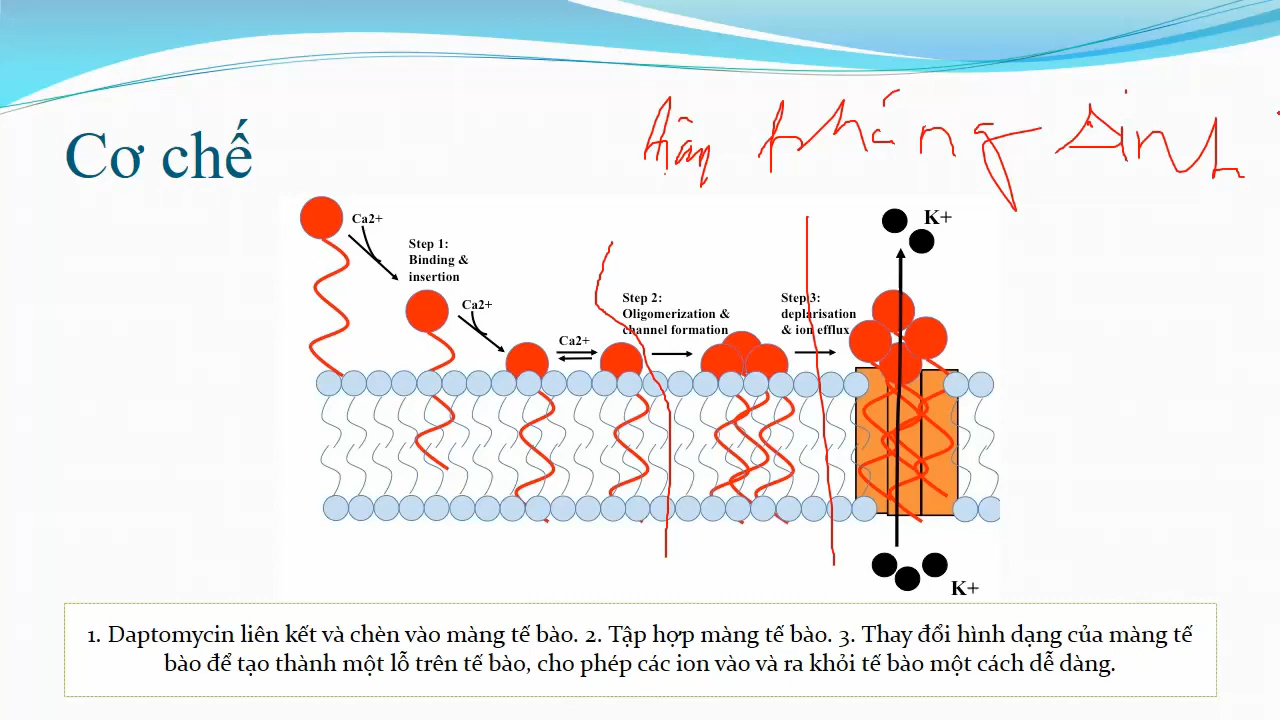 kháng sinh
Cơ chế
K+
Ca2+
Step 1:
Binding &
insertion
Ca2+
Step 2:
Oligomerization &
channel formation
Step 3:
deplarisation
& ion efflux
Ca2+
K+
1. Daptomycin liên kết và chèn vào màng tế bào. 2. Tập hợp màng tế bào. 3. Thay đổi hình dạng của màng tế
bào để tạo thành một lỗ trên tế bào, cho phép các ion vào và ra khỏi tế bào một cách dễ dàng.